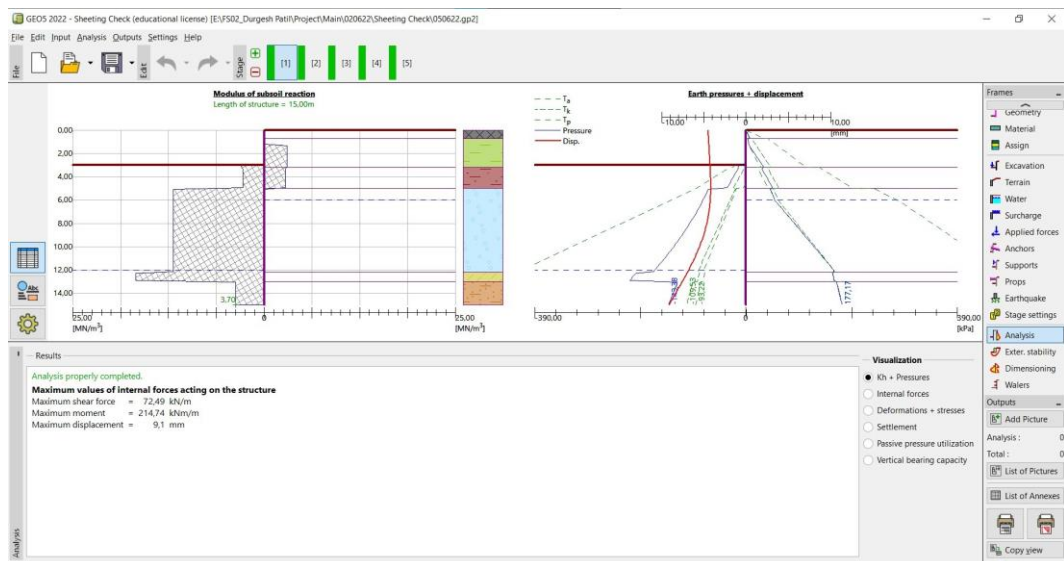 GEO5 2022 - Sheeting Check (educational license) [E:\FS02_Durgesh Patil\Project\Main\020622\Sheeting Check\050622.gp2]
File Edit Input Analysis Outputs Settings Help
File
Edit
Stage
[1] [2] [3] [4] [5]
Modulus of subsoil reaction
Length of structure = 15.00m
0,00
2,00
4,00
6,00
8,00
10,00
12,00
14,00
3,70
25,00 0 25,00
[MN/m³] [MN/m³]
Earth pressures + displacement
Ta
Tk
Tp
Pressure
Disp.
-10,00 0 10,00
[mm]
-109,53
-93,22
177,17
-390,00 0 390,00
[kPa]
Frames
Geometry
Material
Assign
Excavation
Terrain
Water
Surcharge
Applied forces
Anchors
Supports
Props
Earthquake
Stage settings
Analysis
Exter. stability
Dimensioning
Walers
Outputs
Add Picture
Analysis : 0
Total : 0
List of Pictures
List of Annexes
Copy view
Analysis
Results
Analysis properly completed.
Maximum values of internal forces acting on the structure
Maximum shear force = 72,49 kN/m
Maximum moment = 214,74 kNm/m
Maximum displacement = 9,1 mm
Visualization
Kh + Pressures
Internal forces
Deformations + stresses
Settlement
Passive pressure utilization
Vertical bearing capacity